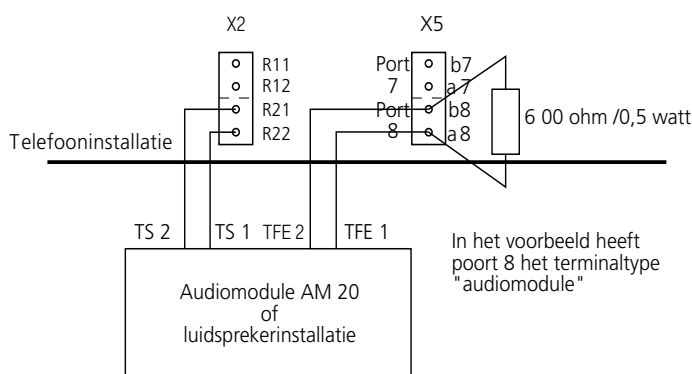 X2 X5
R11 Port b7
R12 7 a7
R21 Port b8
R22 8 a8
6 00 ohm /0,5 watt
Telefooninstallatie
TS 2 TS 1 TFE 2 TFE 1
In het voorbeeld heeft
poort 8 het terminaltype
"audiomodule"
Audiomodule AM 20
of
luidsprekerinstallatie